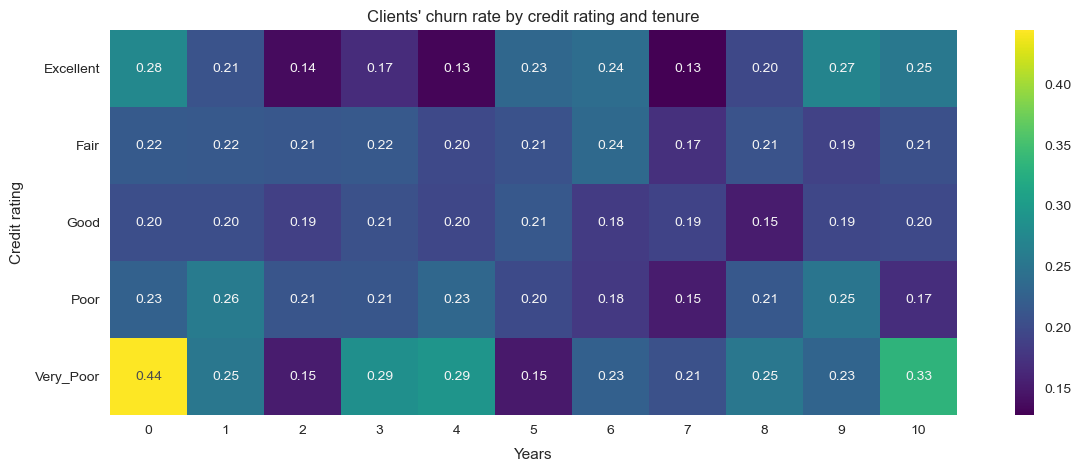 Clients' churn rate by credit rating and tenure
Credit rating
Excellent 0.28 0.21 0.14 0.17 0.13 0.23 0.24 0.13 0.20 0.27 0.25
Fair 0.22 0.22 0.21 0.22 0.20 0.21 0.24 0.17 0.21 0.19 0.21
Good 0.20 0.20 0.19 0.21 0.20 0.21 0.18 0.19 0.15 0.19 0.20
Poor 0.23 0.26 0.21 0.21 0.23 0.20 0.18 0.15 0.21 0.25 0.17
Very_Poor 0.44 0.25 0.15 0.29 0.29 0.15 0.23 0.21 0.25 0.23 0.33
0 1 2 3 4 5 6 7 8 9 10
Years
0.40
0.35
0.30
0.25
0.20
0.15